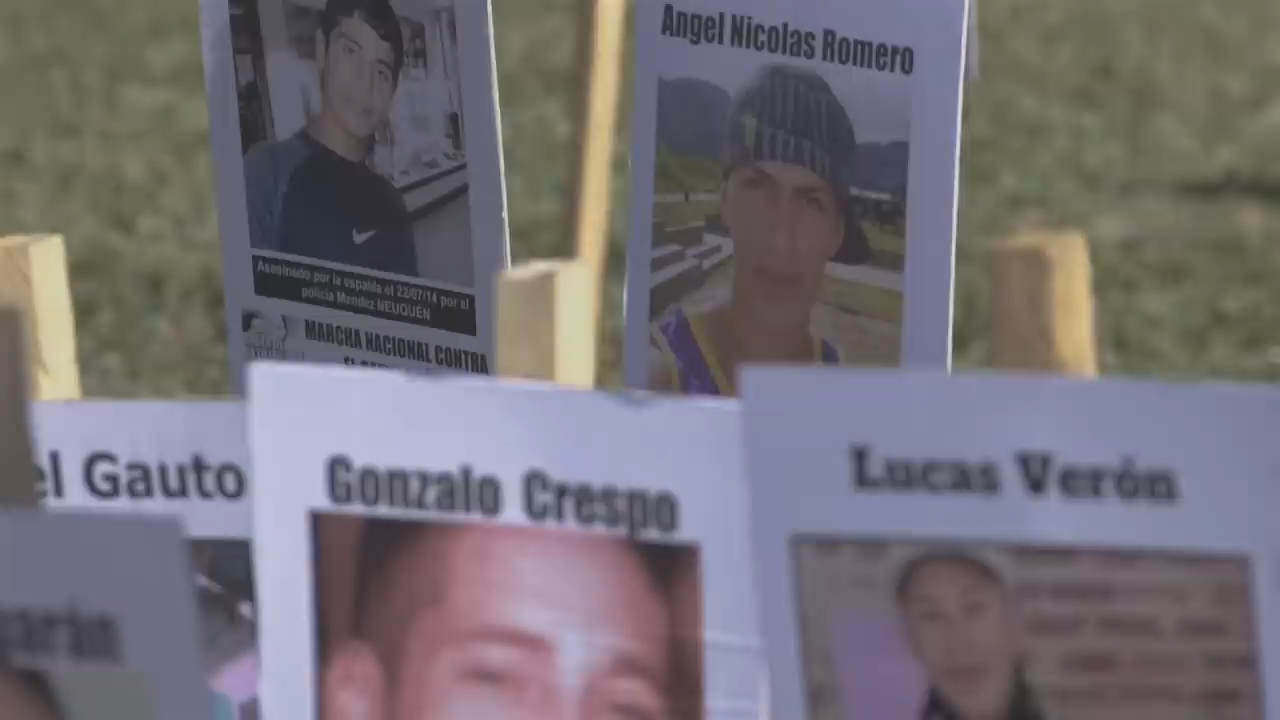 Angel Nicolas Romero
Asesinado por la espalda el 22/07/14 por el
policia Mendez NEUQUÉN
MARCHA NACIONAL CONTRA
el Gauto
Gonzalo Crespo
Lucas Verón